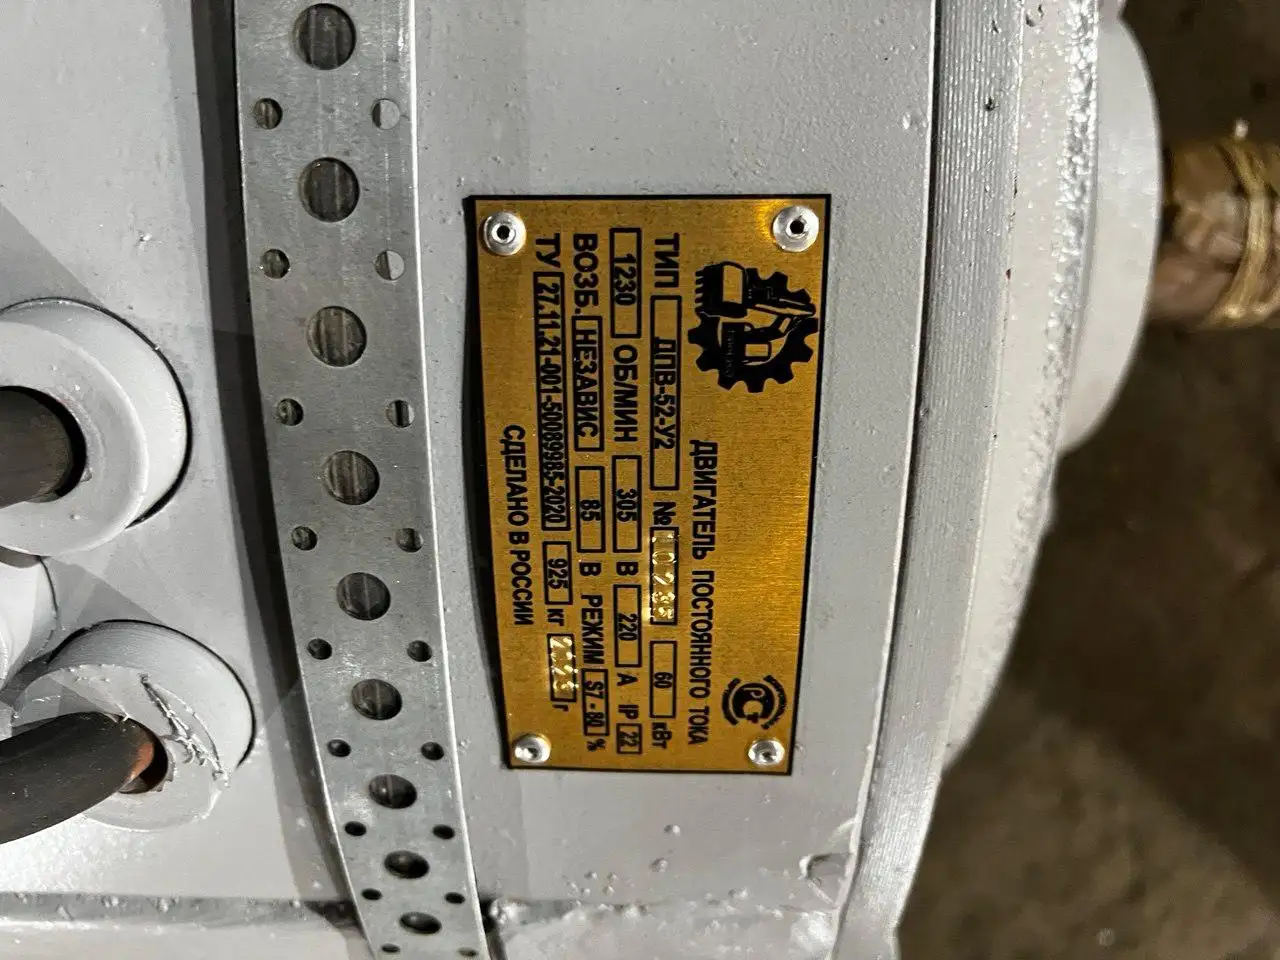 ДВИГАТЕЛЬ ПОСТОЯННОГО ТОКА
РСТ
ТИП ДПВ-52-У2 № 60 кВт
1230 ОБ/МИН 305 В 220 А IP 22
ВОЗБ. НЕЗАВИС 85 В РЕЖИМ S7 - 80 %
ТУ 27.11.21-001-50089985-2020 925 кг г
СДЕЛАНО В РОССИИ